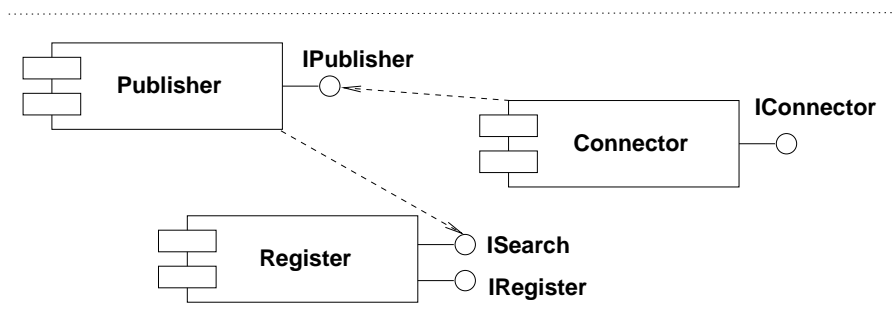 IPublisher
Publisher
IConnector
Connector
ISearch
Register
IRegister